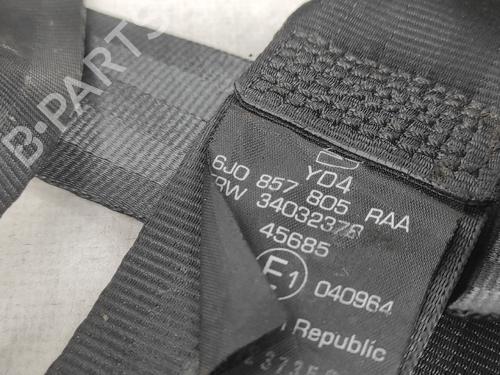 B-PARTS
YD4
6J0 857 805 RAA
TRW 34032376
45685
E1 040964
Republic